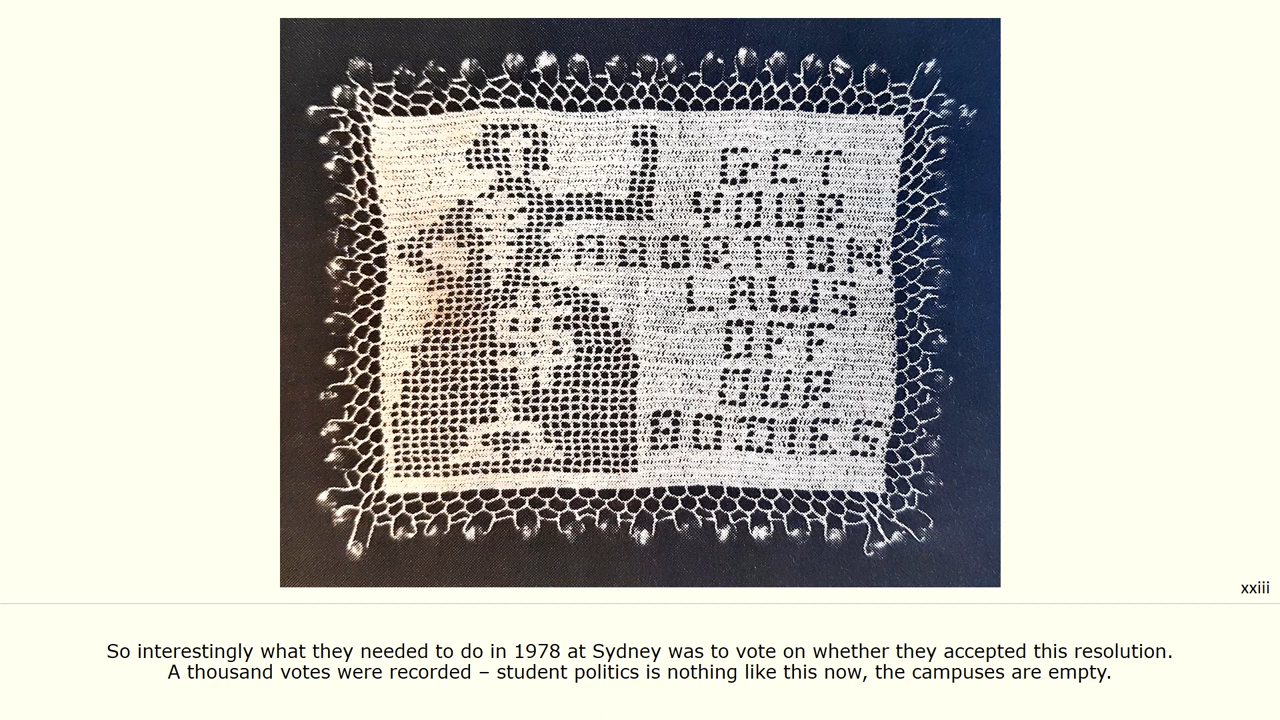 GET
YOUR
ABORTION
LAWS
OFF
OUR
BODIES
xxiii
So interestingly what they needed to do in 1978 at Sydney was to vote on whether they accepted this resolution.
A thousand votes were recorded – student politics is nothing like this now, the campuses are empty.